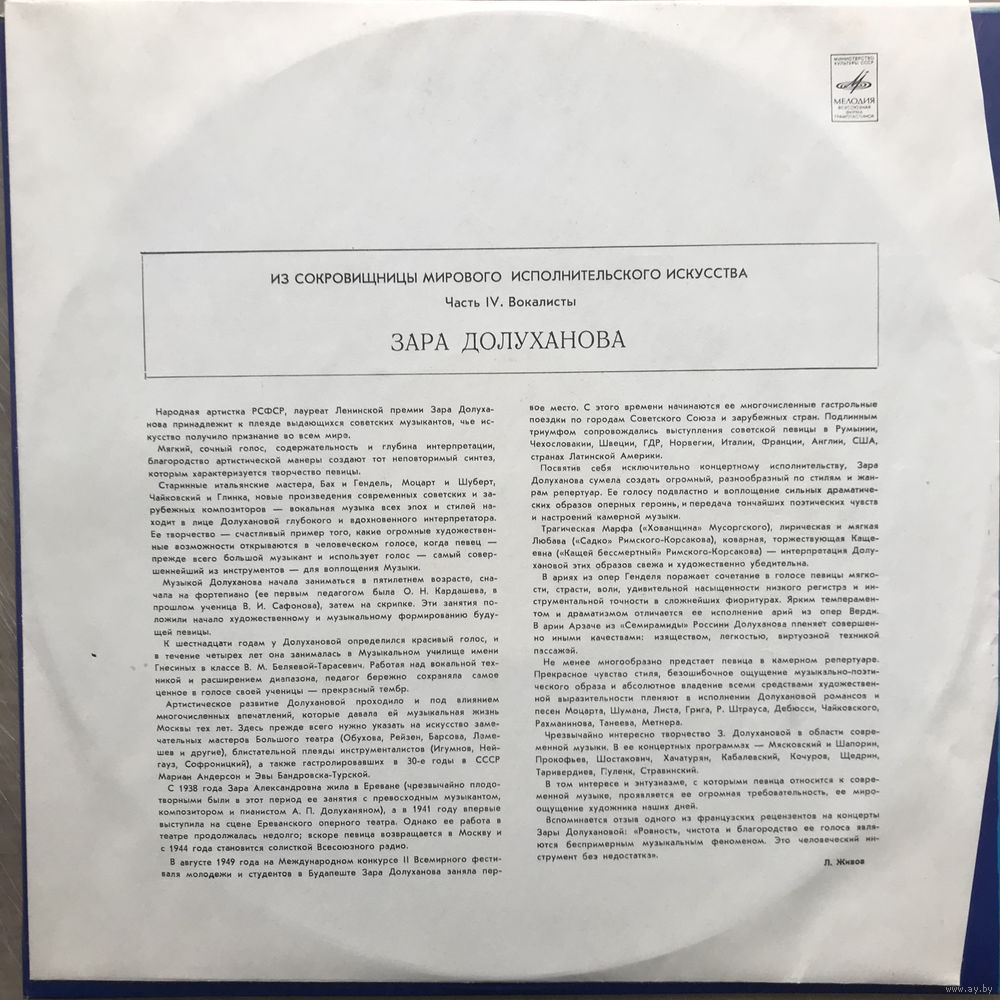 МИНИСТЕРСТВО
КУЛЬТУРЫ СССР
МЕЛОДИЯ
ВСЕСОЮЗНАЯ
ФИРМА
ГРАМПЛАСТИНОК
ИЗ СОКРОВИЩНИЦЫ МИРОВОГО ИСПОЛНИТЕЛЬСКОГО ИСКУССТВА
Часть IV. Вокалисты
ЗАРА ДОЛУХАНОВА
Народная артистка РСФСР, лауреат Ленинской премии Зара Долуха-
нова принадлежит к плеяде выдающихся советских музыкантов, чье ис-
кусство получило признание во всем мире.
Мягкий, сочный голос, содержательность и глубина интерпретации,
благородство артистической манеры создают тот неповторимый синтез,
которым характеризуется творчество певицы.
Старинные итальянские мастера, Бах и Гендель, Моцарт и Шуберт,
Чайковский и Глинка, новые произведения современных советских и за-
рубежных композиторов — вокальная музыка всех эпох и стилей на-
ходит в лице Долухановой глубокого и вдохновенного интерпретатора.
Ее творчество — счастливый пример того, какие огромные художествен-
ные возможности открываются в человеческом голосе, когда певец —
прежде всего большой музыкант и использует голос — самый совер-
шеннейший из инструментов — для воплощения Музыки.
Музыкой Долуханова начала заниматься в пятилетнем возрасте, сна-
чала на фортепиано (ее первым педагогом была О. Н. Кардашева, в
прошлом ученица В. И. Сафонова), затем на скрипке. Эти занятия по-
ложили начало художественному и музыкальному формированию буду-
щей певицы.
К шестнадцати годам у Долухановой определился красивый голос, и
в течение четырех лет она занималась в Музыкальном училище имени
Гнесиных в классе В. М. Беляевой-Тарасевич. Работая над вокальной тех-
никой и расширением диапазона, педагог бережно сохраняла самое
ценное в голосе своей ученицы — прекрасный тембр.
Артистическое развитие Долухановой проходило и под влиянием
многочисленных впечатлений, которые давала ей музыкальная жизнь
Москвы тех лет. Здесь прежде всего нужно указать на искусство заме-
чательных мастеров Большого театра (Обухова, Рейзен, Барсова, Леме-
шев и другие), блистательной плеяды инструменталистов (Игумнов, Ней-
гауз, Софроницкий), а также гастролировавших в 30-е годы в СССР
Мариан Андерсон и Эвы Бандровска-Турской.
С 1938 года Зара Александровна жила в Ереване (чрезвычайно плодо-
творными были в этот период ее занятия с превосходным музыкантом,
композитором и пианистом А. П. Долуханяном), а в 1941 году впервые
выступила на сцене Ереванского оперного театра. Однако ее работа в
театре продолжалась недолго; вскоре певица возвращается в Москву и
с 1944 года становится солисткой Всесоюзного радио.
В августе 1949 года на Международном конкурсе II Всемирного фести-
валя молодежи и студентов в Будапеште Зара Долуханова заняла пер-
вое место. С этого времени начинаются ее многочисленные гастрольные
поездки по городам Советского Союза и зарубежных стран. Подлинным
триумфом сопровождались выступления советской певицы в Румынии,
Чехословакии, Швеции, ГДР, Норвегии, Италии, Франции, Англии, США,
странах Латинской Америки.
Посвятив себя исключительно концертному исполнительству, Зара
Долуханова сумела создать огромный, разнообразный по стилям и жан-
рам репертуар. Ее голосу подвластно и воплощение сильных драматиче-
ских образов оперных героинь, и передача тончайших поэтических чувств
и настроений камерной музыки.
Трагическая Марфа («Хованщина» Мусоргского), лирическая и мягкая
Любава («Садко» Римского-Корсакова), коварная, торжествующая Каще-
евна («Кащей бессмертный» Римского-Корсакова) — интерпретация Долу-
хановой этих образов свежа и художественно убедительна.
В ариях из опер Генделя поражает сочетание в голосе певицы мягко-
сти, страсти, воли, удивительной насыщенности низкого регистра и ин-
струментальной точности в сложнейших фиоритурах. Ярким темперамен-
том и драматизмом отличается ее исполнение арий из опер Верди.
В арии Арзаче из «Семирамиды» Россини Долуханова пленяет совершен-
но иными качествами: изяществом, легкостью, виртуозной техникой
пассажей.
Не менее многообразно предстает певица в камерном репертуаре.
Прекрасное чувство стиля, безошибочное ощущение музыкально-поэти-
ческого образа и абсолютное владение всеми средствами художествен-
ной выразительности пленяют в исполнении Долухановой романсов и
песен Моцарта, Шумана, Листа, Грига, Р. Штрауса, Дебюсси, Чайковского,
Рахманинова, Танеева, Метнера.
Чрезвычайно интересно творчество З. Долухановой в области совре-
менной музыки. В ее концертных программах — Мясковский и Шапорин,
Прокофьев, Шостакович, Хачатурян, Кабалевский, Кочуров, Щедрин,
Таривердиев, Пуленк, Стравинский.
В том интересе и энтузиазме, с которыми певица относится к совре-
менной музыке, проявляется ее огромная требовательность, ее миро-
ощущение художника наших дней.
Вспоминается отзыв одного из французских рецензентов на концерты
Зары Долухановой: «Ровность, чистота и благородство ее голоса явля-
ются беспримерным музыкальным феноменом. Это человеческий ин-
струмент без недостатка».
Л. Живов
www.ay.by